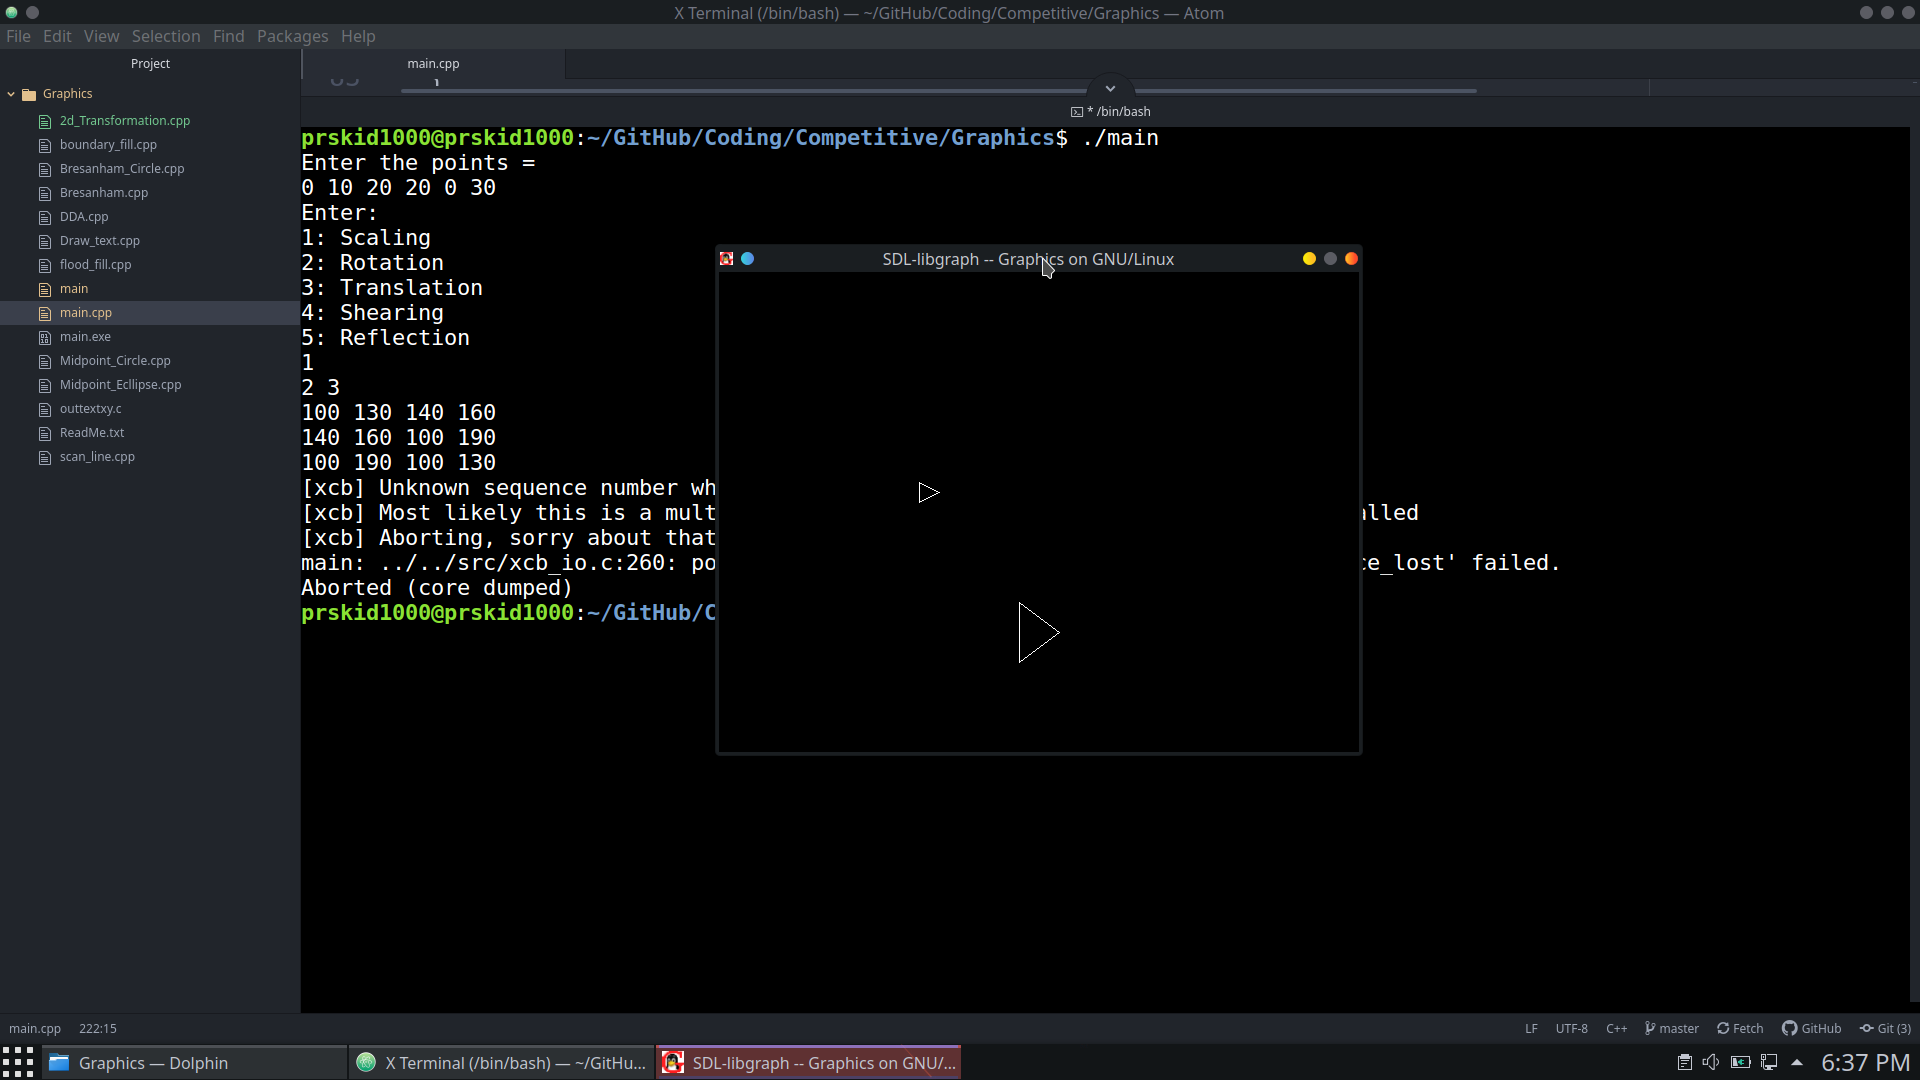 X Terminal (/bin/bash) — ~/GitHub/Coding/Competitive/Graphics — Atom
File Edit View Selection Find Packages Help
Project
main.cpp
Graphics
2d_Transformation.cpp
boundary_fill.cpp
Bresanham_Circle.cpp
Bresanham.cpp
DDA.cpp
Draw_text.cpp
flood_fill.cpp
main
main.cpp
main.exe
Midpoint_Circle.cpp
Midpoint_Ecllipse.cpp
outtextxy.c
ReadMe.txt
scan_line.cpp
* /bin/bash
prskid1000@prskid1000:~/GitHub/Coding/Competitive/Graphics$ ./main
Enter the points =
0 10 20 20 0 30
Enter:
1: Scaling
2: Rotation
3: Translation
4: Shearing
5: Reflection
1
2 3
100 130 140 160
140 160 100 190
100 190 100 130
[xcb] Unknown sequence number wh
[xcb] Most likely this is a mult alled
[xcb] Aborting, sorry about that
main: ../../src/xcb_io.c:260: po ce_lost' failed.
Aborted (core dumped)
prskid1000@prskid1000:~/GitHub/C
SDL-libgraph -- Graphics on GNU/Linux
main.cpp 222:15
LF UTF-8 C++ master Fetch GitHub Git (3)
Graphics — Dolphin
X Terminal (/bin/bash) — ~/GitHu...
SDL-libgraph -- Graphics on GNU/...
6:37 PM